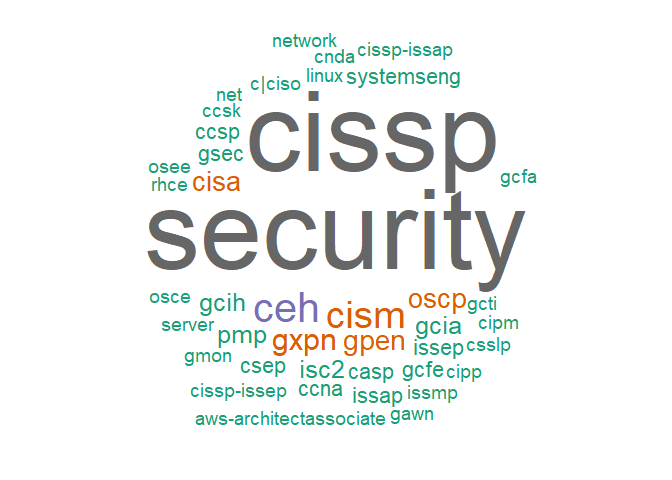 network
cnda cissp-issap
c|ciso linux systemseng
net
ccsk
ccsp
cissp
gsec
osee
rhce cisa
gcfa
security
osce gcih ceh cism oscp gcti
server pmp gxpn gpen gcia cipm
gmon csep isc2 casp gcfe issep csslp cipp
cissp-issep ccna issap issmp
aws-architectassociate gawn